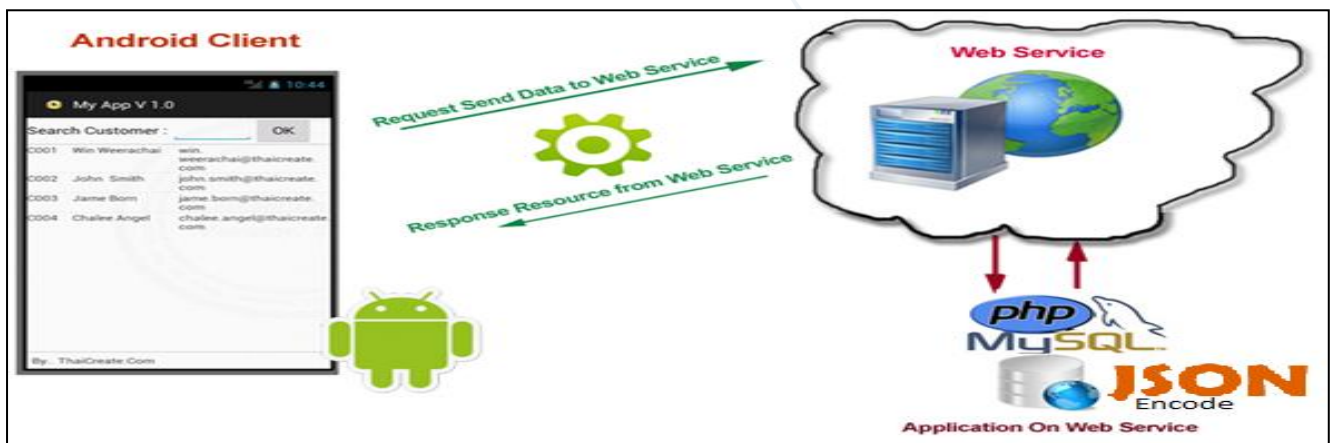 Android Client
10:44
My App V 1.0
Search Customer :
OK
C001 Win Weerachai win.
weerachai@thaicreate.
com
C002 John Smith john.smith@thaicreate.
com
C003 Jame Born jame.born@thaicreate.
com
C004 Chalee Angel chalee.angel@thaicreate.
com
By.. ThaiCreate.Com
Request Send Data to Web Service
Response Resource from Web Service
Web Service
php
MySQL
JSON
Encode
Application On Web Service